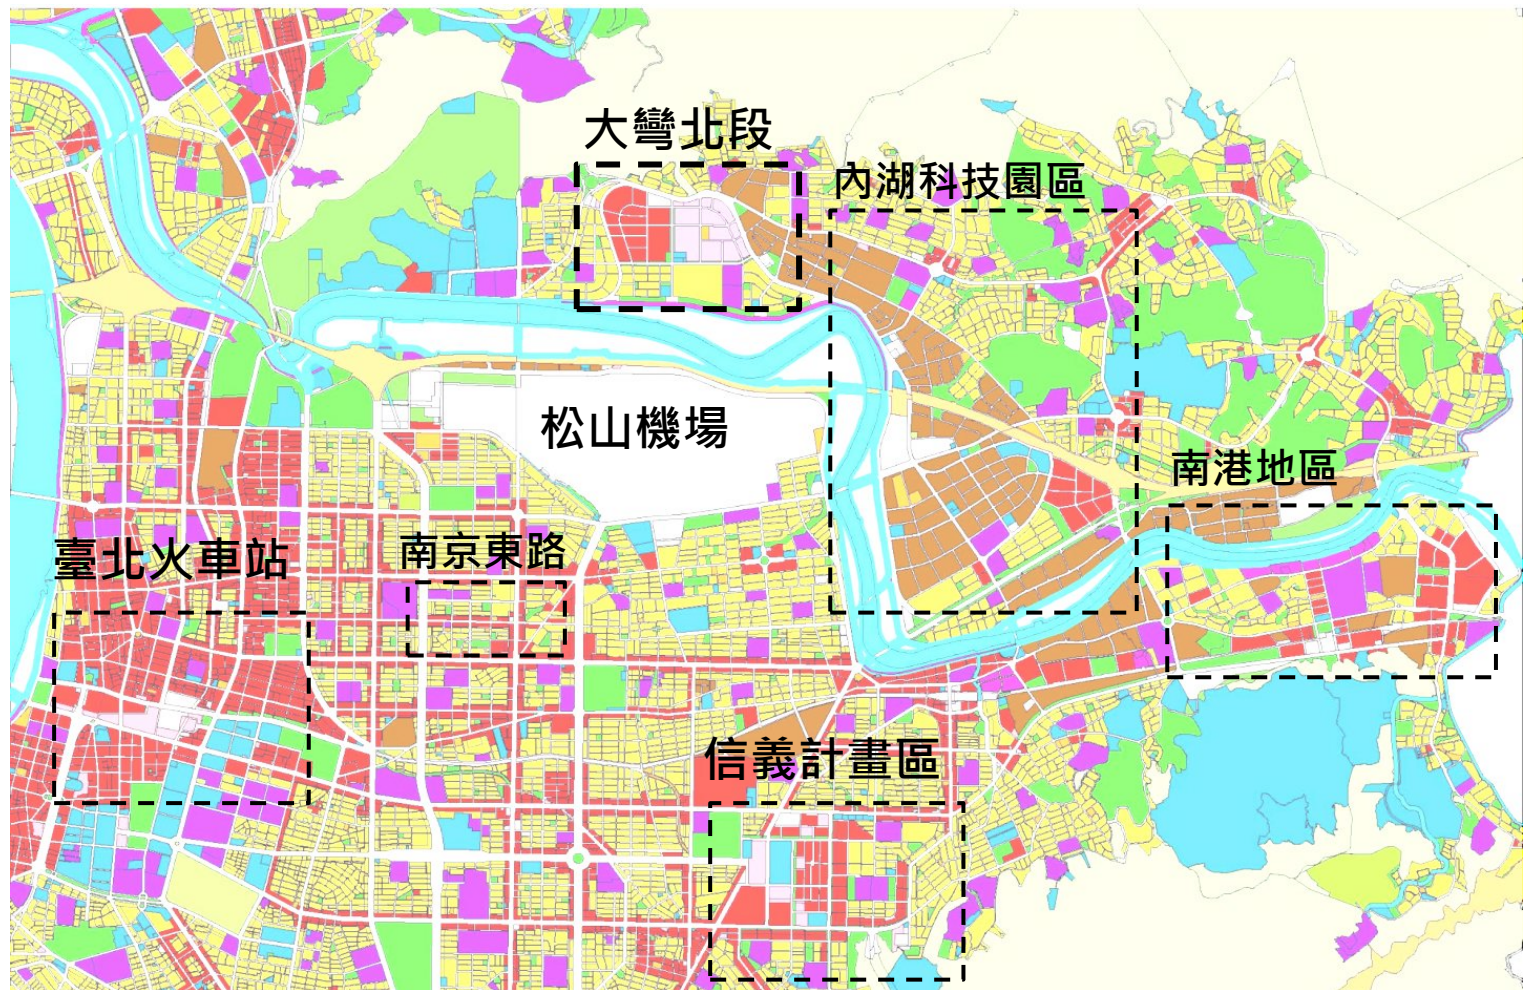 大彎北段
內湖科技園區
松山機場
南港地區
南京東路
臺北火車站
信義計畫區